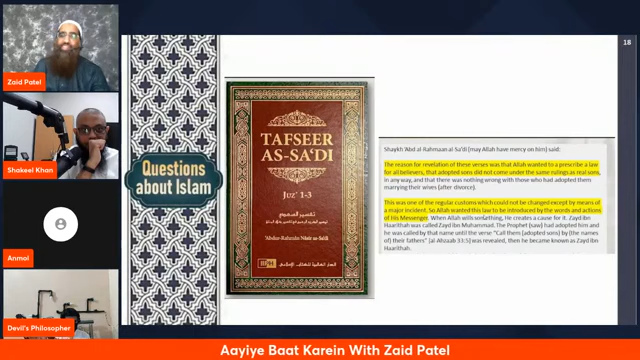 18
Zaid Patel
Shakeel Khan
Anmol
Devil's Philosopher
Questions
about Islam
TAFSEER
AS-SA'DI
Juz' 1-3
تفسير السعدي
'Abdur-Rahman Nâsir as-Sa'di
IIPH
الدار العالمية للكتاب الإسلامي
Shaykh 'Abd al-Rahmaan al Sa'di [may Allah have mercy on him] said:
The reason for revelation of these verses was that Allah wanted to prescribe a law
for all believers, that adopted sons did not come under the same rulings as real sons,
in any way, and that there was nothing wrong with those who had adopted them
marrying their wives (after divorce).
This was one of the regular customs which could not be changed except by means of
a major incident. So Allah wanted this law to be introduced by the words and actions
of His Messenger. When Allah wills something, He creates a cause for it. Zayd ibn
Haarithah was called Zayd ibn Muhammad. The Prophet (saw) had adopted him and
he was called by that name until the verse "Call them [adopted sons] by [the names
of] their fathers" [al-Ahzaab 33:5] was revealed, then he became known as Zayd ibn
Haarithah.
Aayiye Baat Karein With Zaid Patel